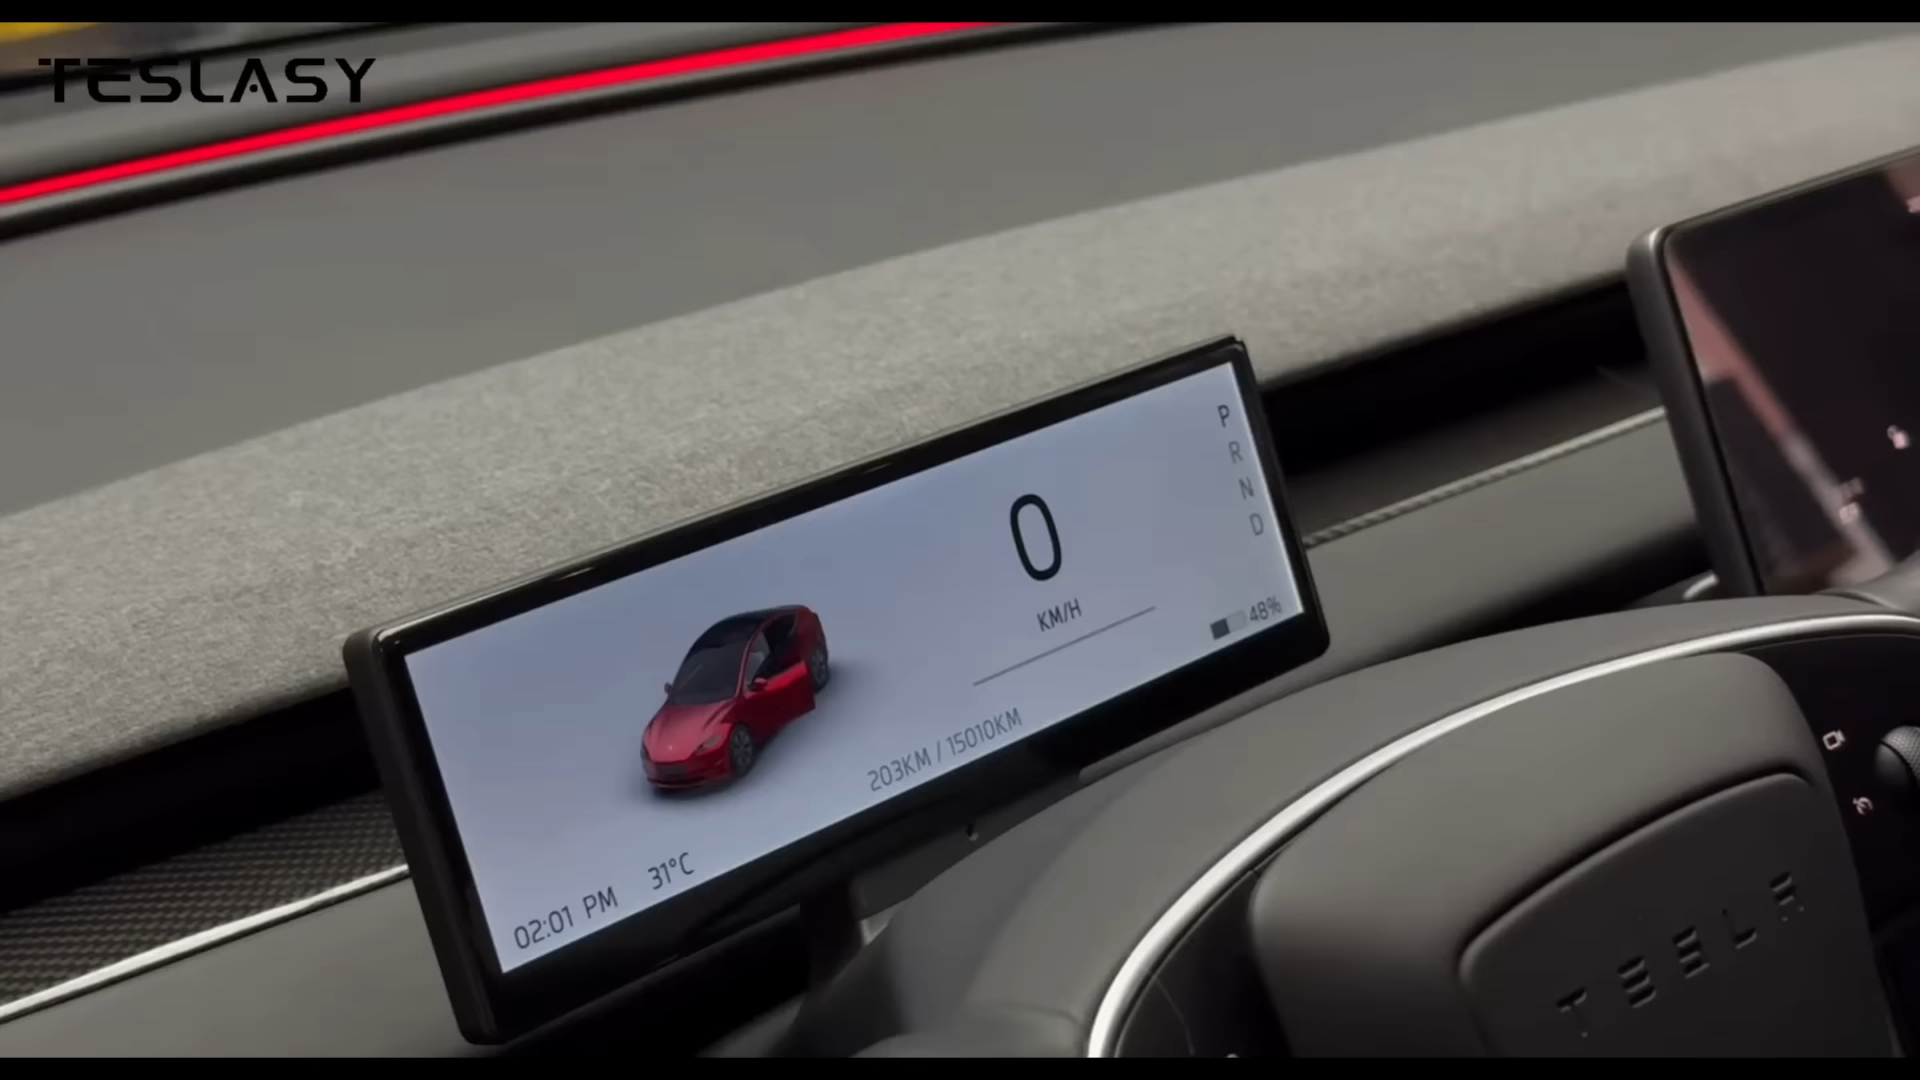 TESLASY
P
R
N
D
0
KM/H
48%
203KM / 15010KM
31°C
02:01 PM
TESLA